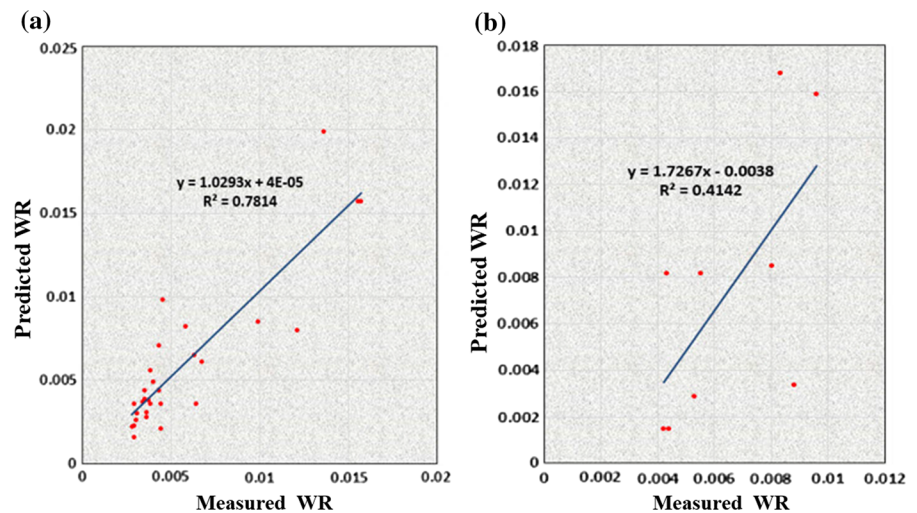 (a)
0.025
0.02
0.015
0.01
0.005
0
Predicted WR
y = 1.0293x + 4E-05
R² = 0.7814
0 0.005 0.01 0.015 0.02
Measured WR
(b)
0.018
0.016
0.014
0.012
0.01
0.008
0.006
0.004
0.002
0
Predicted WR
y = 1.7267x - 0.0038
R² = 0.4142
0 0.002 0.004 0.006 0.008 0.01 0.012
Measured WR